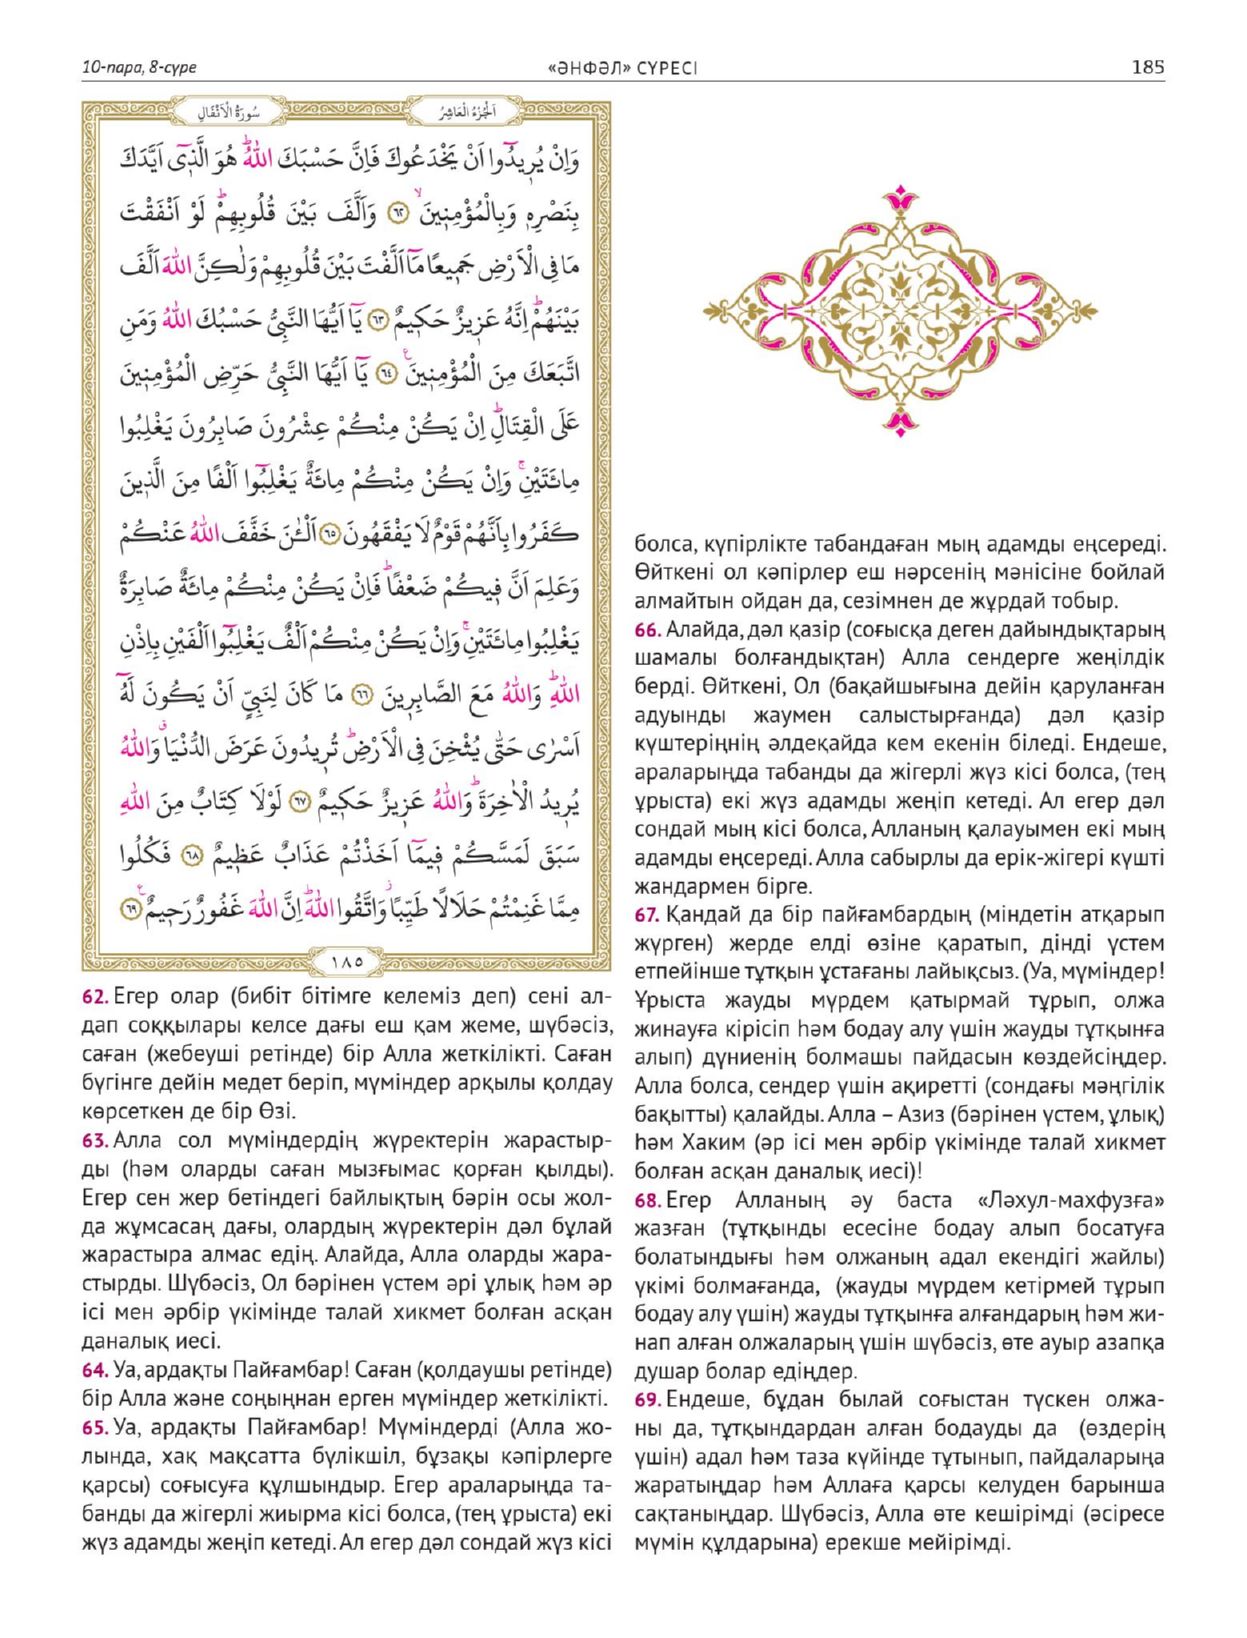 10-пара, 8-сүре
«ӘНФӘЛ» СҮРЕСІ
185
سُورَةُ الْاَنْفَالِ
اَلْجُزْءُ الْعَاشِرُ
وَاِنْ يُر۪يدُٓوا اَنْ يَخْدَعُوكَ فَاِنَّ حَسْبَكَ اللّٰهُۜ هُوَ الَّذ۪ٓي اَيَّدَكَ
بِنَصْرِه۪ وَبِالْمُؤْمِن۪ينَۙ ﴿٦٢﴾ وَاَلَّفَ بَيْنَ قُلُوبِهِمْۜ لَوْ اَنْفَقْتَ
مَا فِي الْاَرْضِ جَم۪يعًا مَٓا اَلَّفْتَ بَيْنَ قُلُوبِهِمْ وَلٰكِنَّ اللّٰهَ اَلَّفَ
بَيْنَهُمْۜ اِنَّهُ عَز۪يزٌ حَك۪يمٌ ﴿٦٣﴾ يَٓا اَيُّهَا النَّبِيُّ حَسْبُكَ اللّٰهُ وَمَنِ
اتَّبَعَكَ مِنَ الْمُؤْمِن۪ينَ۟ ﴿٦٤﴾ يَٓا اَيُّهَا النَّبِيُّ حَرِّضِ الْمُؤْمِن۪ينَ
عَلَى الْقِتَالِۜ اِنْ يَكُنْ مِنْكُمْ عِشْرُونَ صَابِرُونَ يَغْلِبُوا
مِائَتَيْنِۚ وَاِنْ يَكُنْ مِنْكُمْ مِائَةٌ يَغْلِبُٓوا اَلْفًا مِنَ الَّذ۪ينَ
كَفَرُوا بِاَنَّهُمْ قَوْمٌ لَا يَفْقَهُونَ ﴿٦٥﴾ اَلْـٰٔنَ خَفَّفَ اللّٰهُ عَنْكُمْ
وَعَلِمَ اَنَّ ف۪يكُمْ ضَعْفًاۜ فَاِنْ يَكُنْ مِنْكُمْ مِائَةٌ صَابِرَةٌ
يَغْلِبُوا مِائَتَيْنِۚ وَاِنْ يَكُنْ مِنْكُمْ اَلْفٌ يَغْلِبُٓوا اَلْفَيْنِ بِاِذْنِ
اللّٰهِۜ وَاللّٰهُ مَعَ الصَّابِر۪ينَ ﴿٦٦﴾ مَا كَانَ لِنَبِيٍّ اَنْ يَكُونَ لَهُٓ
اَسْرٰى حَتّٰى يُثْخِنَ فِي الْاَرْضِۜ تُر۪يدُونَ عَرَضَ الدُّنْيَاۗ وَاللّٰهُ
يُر۪يدُ الْاٰخِرَةَۜ وَاللّٰهُ عَز۪يزٌ حَك۪يمٌ ﴿٦٧﴾ لَوْلَا كِتَابٌ مِنَ اللّٰهِ
سَبَقَ لَمَسَّكُمْ ف۪يمَٓا اَخَذْتُمْ عَذَابٌ عَظ۪يمٌ ﴿٦٨﴾ فَكُلُوا
مِمَّا غَنِمْتُمْ حَلَالًا طَيِّبًاۘ وَاتَّقُوا اللّٰهَۜ اِنَّ اللّٰهَ غَفُورٌ رَح۪يمٌ۟ ﴿٦٩﴾
١٨٥
62. Егер олар (бибіт бітімге келеміз деп) сені ал-
дап соққылары келсе дағы еш қам жеме, шүбәсіз,
саған (жебеуші ретінде) бір Алла жеткілікті. Саған
бүгінге дейін медет беріп, мүміндер арқылы қолдау
көрсеткен де бір Өзі.
63. Алла сол мүміндердің жүректерін жарастыр-
ды (һәм оларды саған мызғымас қорған қылды).
Егер сен жер бетіндегі байлықтың бәрін осы жол-
да жұмсасаң дағы, олардың жүректерін дәл бұлай
жарастыра алмас едің. Алайда, Алла оларды жара-
стырды. Шүбәсіз, Ол бәрінен үстем әрі ұлық һәм әр
ісі мен әрбір үкімінде талай хикмет болған асқан
даналық иесі.
64. Уа, ардақты Пайғамбар! Саған (қолдаушы ретінде)
бір Алла және соңыңнан ерген мүміндер жеткілікті.
65. Уа, ардақты Пайғамбар! Мүміндерді (Алла жо-
лында, хақ мақсатта бүлікшіл, бұзақы кәпірлерге
қарсы) соғысуға құлшындыр. Егер араларыңда та-
банды да жігерлі жиырма кісі болса, (тең ұрыста) екі
жүз адамды жеңіп кетеді. Ал егер дәл сондай жүз кісі
болса, күпірлікте табандаған мың адамды еңсереді.
Өйткені ол кәпірлер еш нәрсенің мәнісіне бойлай
алмайтын ойдан да, сезімнен де жұрдай тобыр.
66. Алайда, дәл қазір (соғысқа деген дайындықтарың
шамалы болғандықтан) Алла сендерге жеңілдік
берді. Өйткені, Ол (бақайшығына дейін қаруланған
адуынды жаумен салыстырғанда) дәл қазір
күштеріңнің әлдеқайда кем екенін біледі. Ендеше,
араларыңда табанды да жігерлі жүз кісі болса, (тең
ұрыста) екі жүз адамды жеңіп кетеді. Ал егер дәл
сондай мың кісі болса, Алланың қалауымен екі мың
адамды еңсереді. Алла сабырлы да ерік-жігері күшті
жандармен бірге.
67. Қандай да бір пайғамбардың (міндетін атқарып
жүрген) жерде елді өзіне қаратып, дінді үстем
етпейінше тұтқын ұстағаны лайықсыз. (Уа, мүміндер!
Ұрыста жауды мүрдем қатырмай тұрып, олжа
жинауға кірісіп һәм бодау алу үшін жауды тұтқынға
алып) дүниенің болмашы пайдасын көздейсіңдер.
Алла болса, сендер үшін ақиретті (сондағы мәңгілік
бақытты) қалайды. Алла – Азиз (бәрінен үстем, ұлық)
һәм Хаким (әр ісі мен әрбір үкімінде талай хикмет
болған асқан даналық иесі)!
68. Егер Алланың әу баста «Ләхул-махфузға»
жазған (тұтқынды есесіне бодау алып босатуға
болатындығы һәм олжаның адал екендігі жайлы)
үкімі болмағанда, (жауды мүрдем кетірмей тұрып
бодау алу үшін) жауды тұтқынға алғандарың һәм жи-
нап алған олжаларың үшін шүбәсіз, өте ауыр азапқа
душар болар едіңдер.
69. Ендеше, бұдан былай соғыстан түскен олжа-
ны да, тұтқындардан алған бодауды да (өздерің
үшін) адал һәм таза күйінде тұтынып, пайдаларыңа
жаратыңдар һәм Аллаға қарсы келуден барынша
сақтаныңдар. Шүбәсіз, Алла өте кешірімді (әсіресе
мүмін құлдарына) ерекше мейірімді.